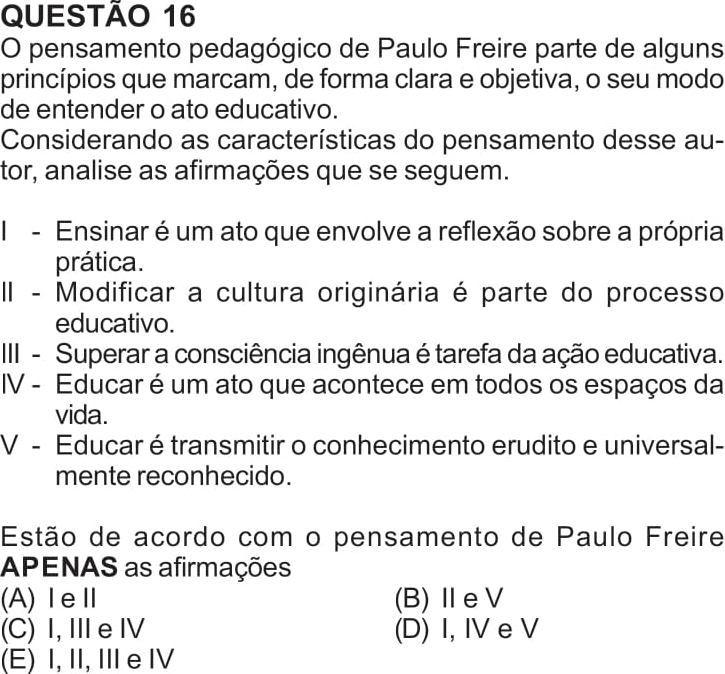 QUESTÃO 16
O pensamento pedagógico de Paulo Freire parte de alguns
princípios que marcam, de forma clara e objetiva, o seu modo
de entender o ato educativo.
Considerando as características do pensamento desse au-
tor, analise as afirmações que se seguem.
I - Ensinar é um ato que envolve a reflexão sobre a própria
prática.
II - Modificar a cultura originária é parte do processo
educativo.
III - Superar a consciência ingênua é tarefa da ação educativa.
IV - Educar é um ato que acontece em todos os espaços da
vida.
V - Educar é transmitir o conhecimento erudito e universal-
mente reconhecido.
Estão de acordo com o pensamento de Paulo Freire
APENAS as afirmações
(A) I e II (B) II e V
(C) I, III e IV (D) I, IV e V
(E) I, II, III e IV